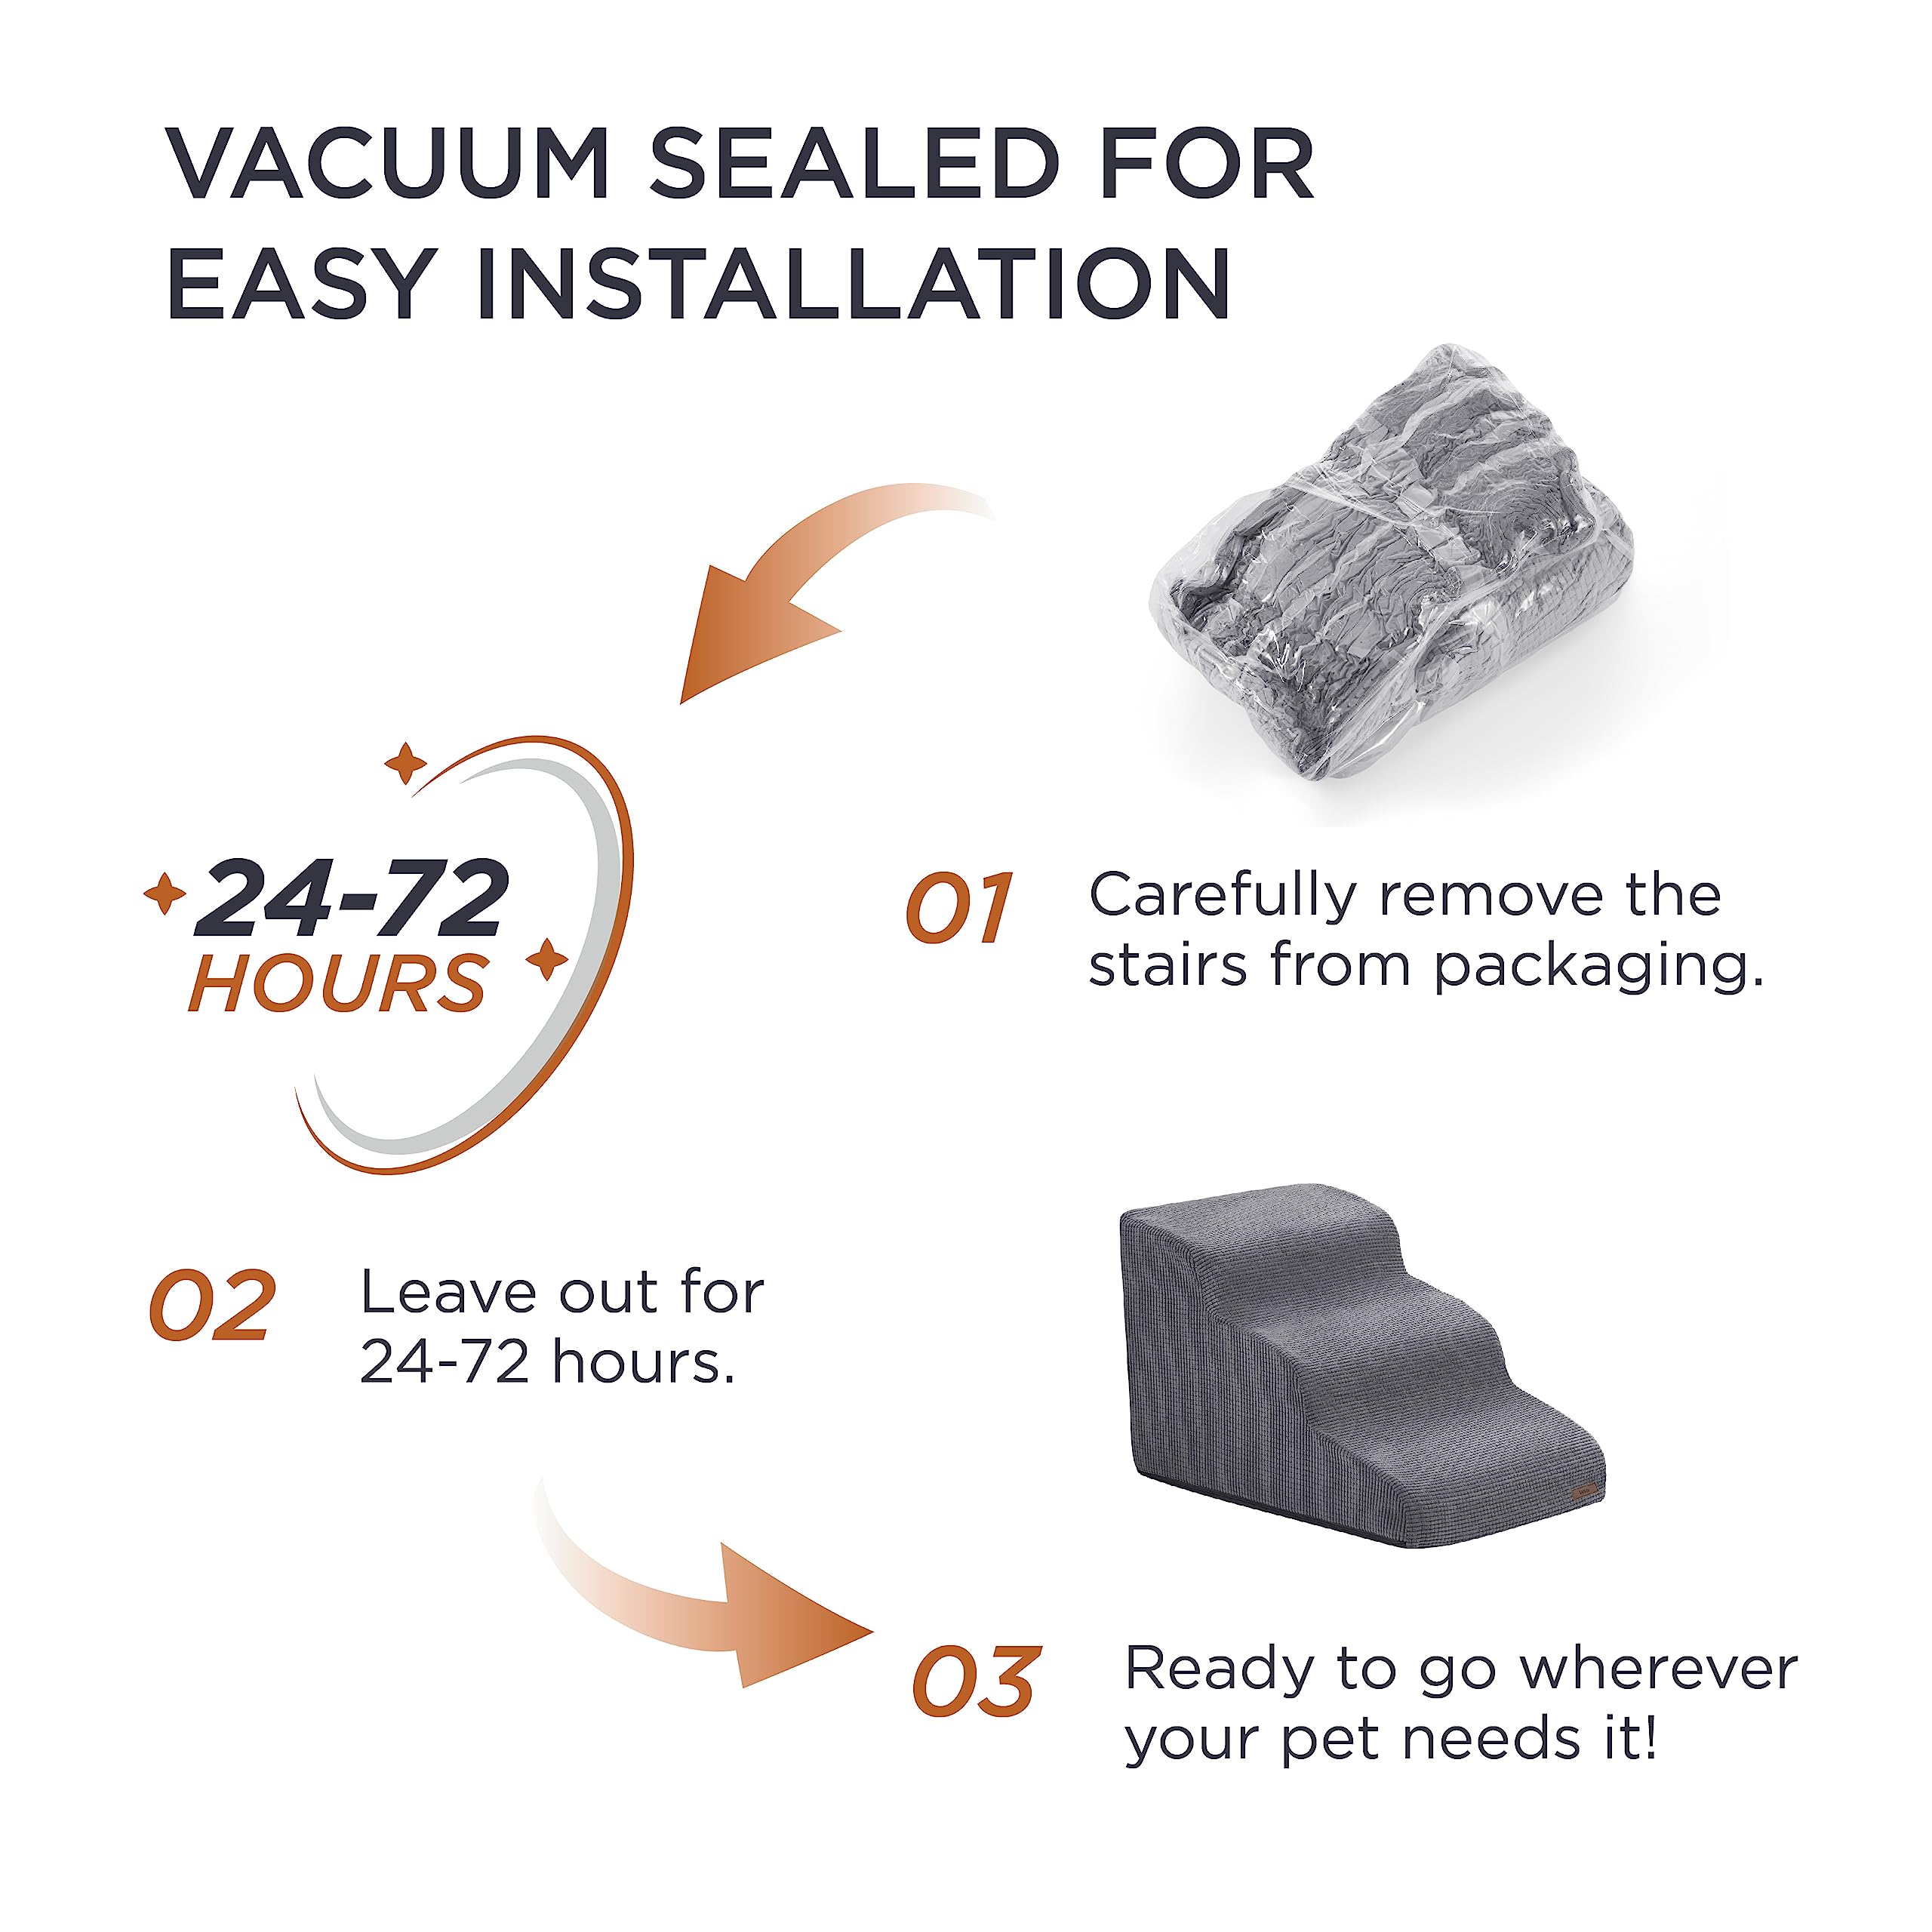 VACUUM SEALED FOR
EASY INSTALLATION
24-72
HOURS
01 Carefully remove the
stairs from packaging.
02 Leave out for
24-72 hours.
03 Ready to go wherever
your pet needs it!